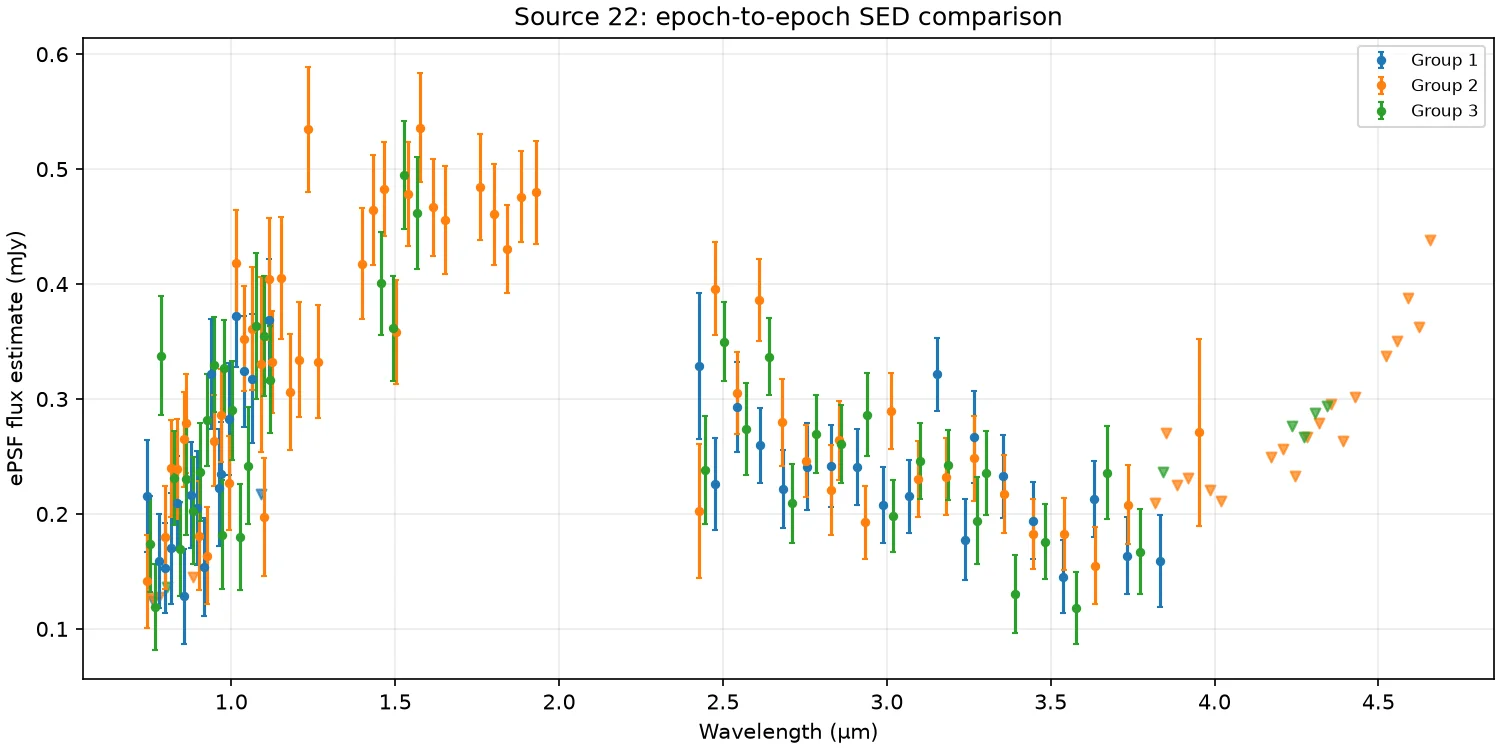 Source 22: epoch-to-epoch SED comparison
Group 1
Group 2
Group 3
ePSF flux estimate (mJy)
0.6
0.5
0.4
0.3
0.2
0.1
1.0 1.5 2.0 2.5 3.0 3.5 4.0 4.5
Wavelength (μm)